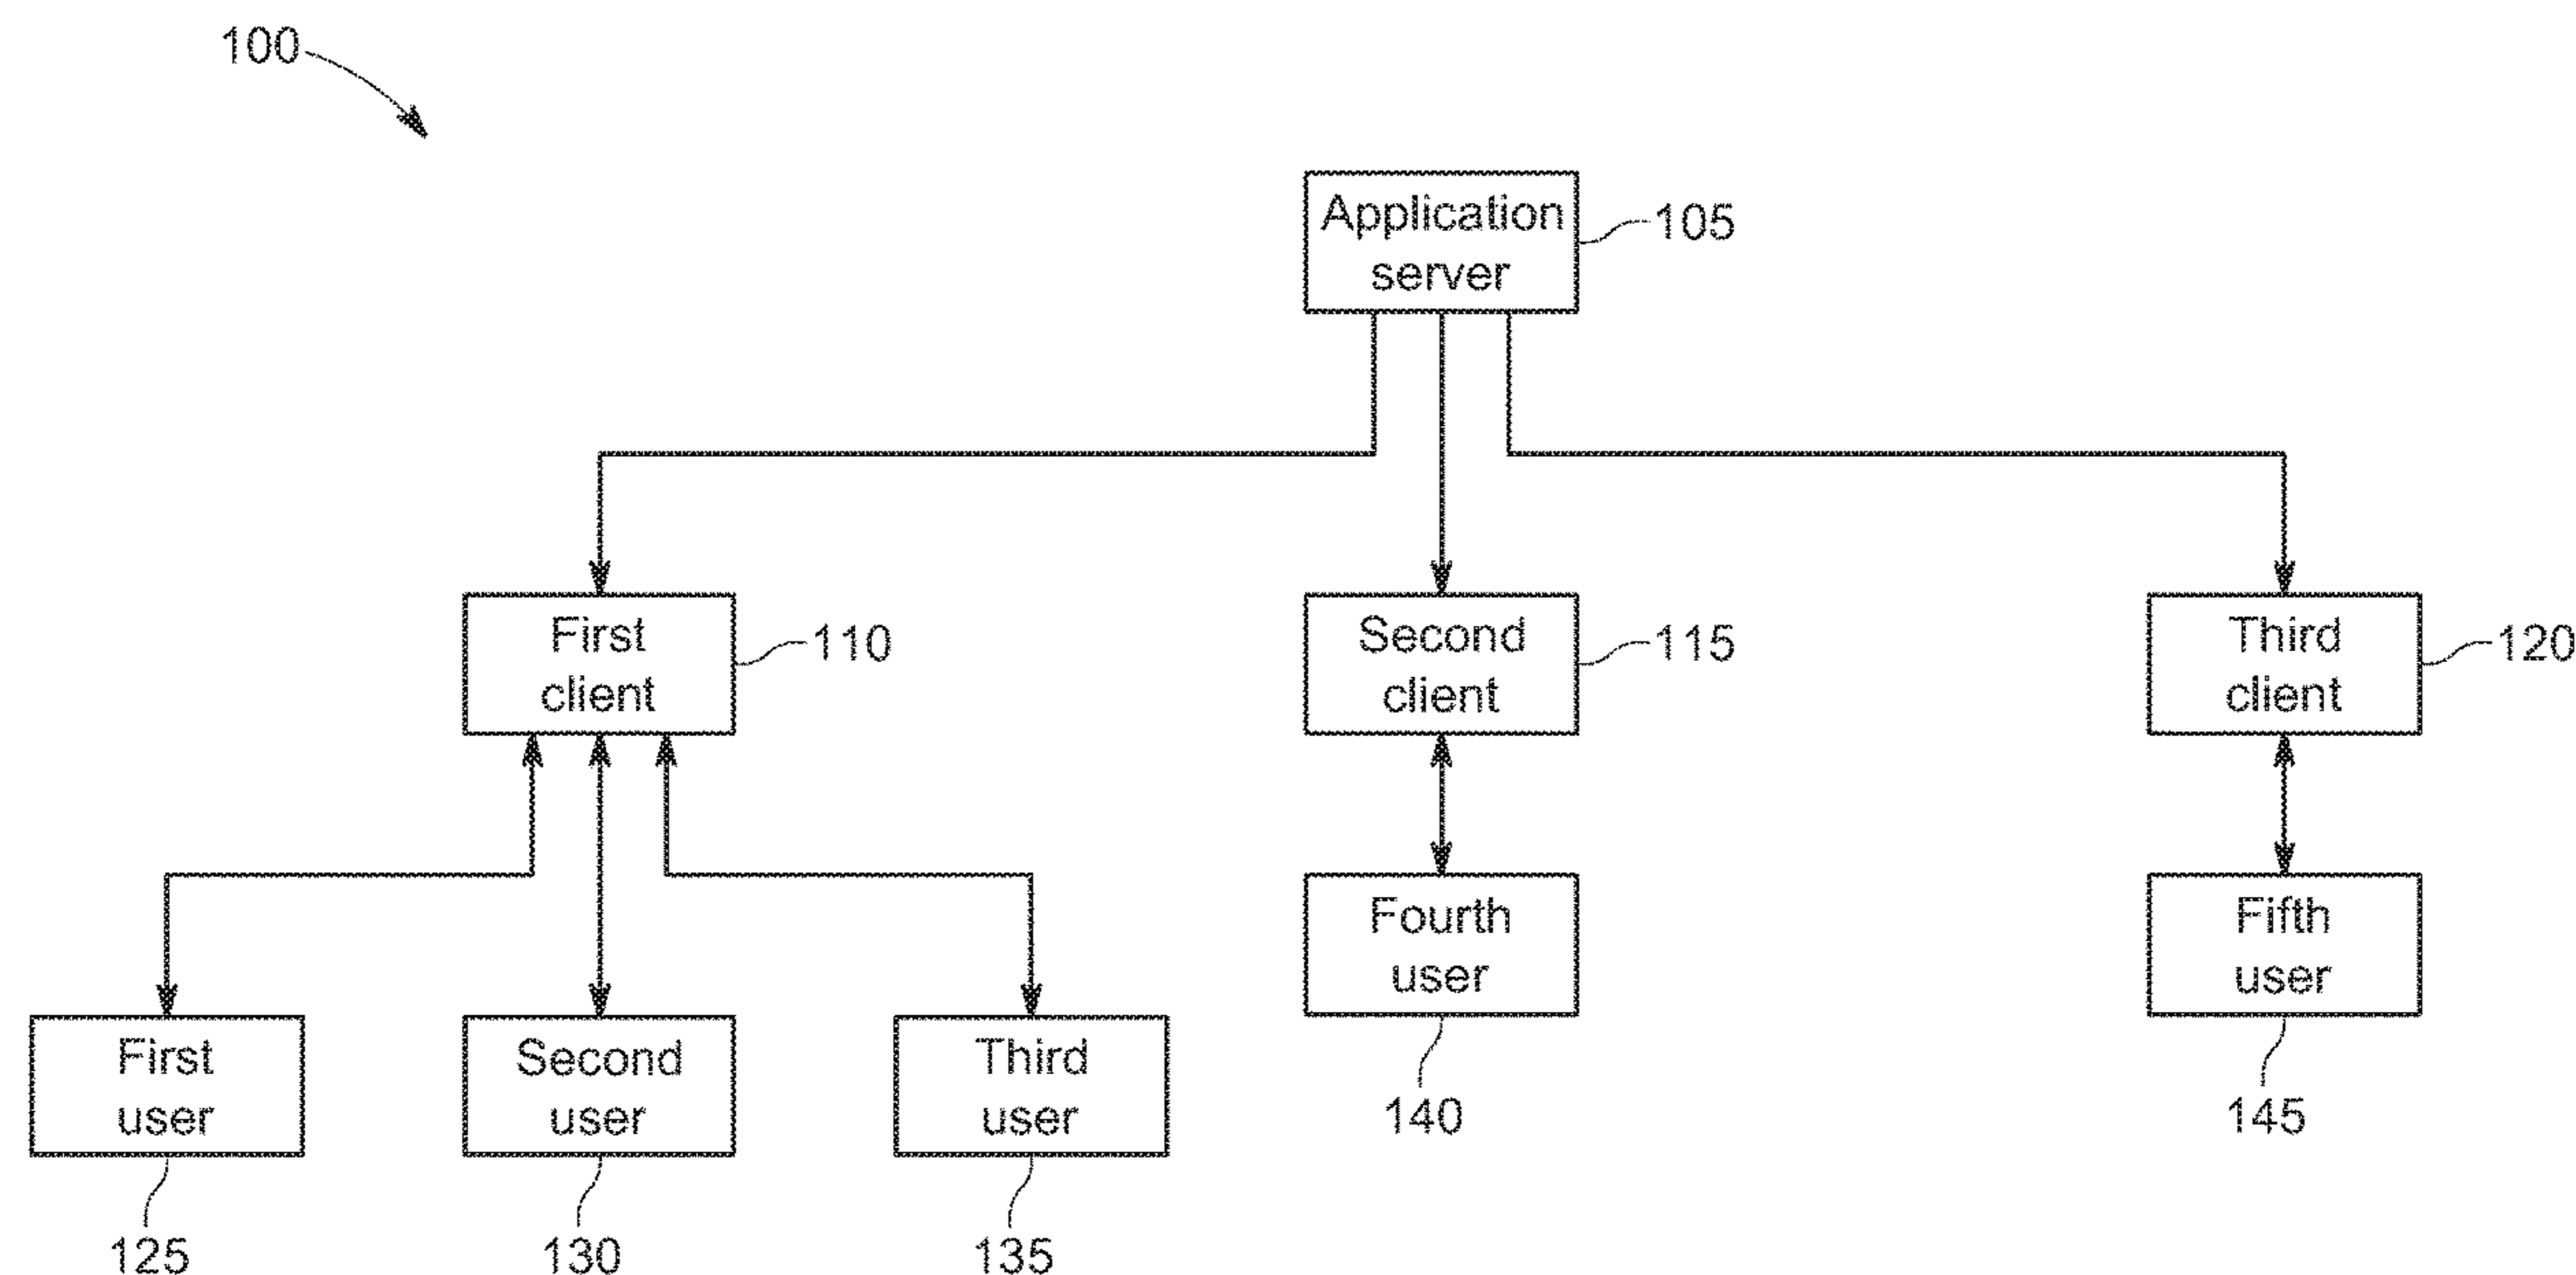 100
Application
server
105
First
client
110
Second
client
115
Third
client
120
Fourth
user
140
Fifth
user
145
First
user
125
Second
user
130
Third
user
135